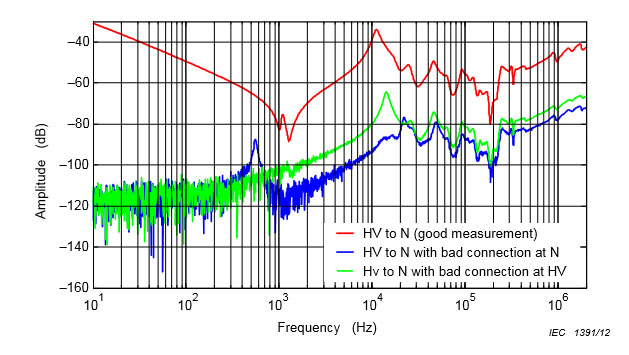 −40
−60
−80
−100
−120
−140
−160
Amplitude (dB)
HV to N (good measurement)
HV to N with bad connection at N
Hv to N with bad connection at HV
10^1 10^2 10^3 10^4 10^5 10^6
Frequency (Hz)
IEC 1391/12